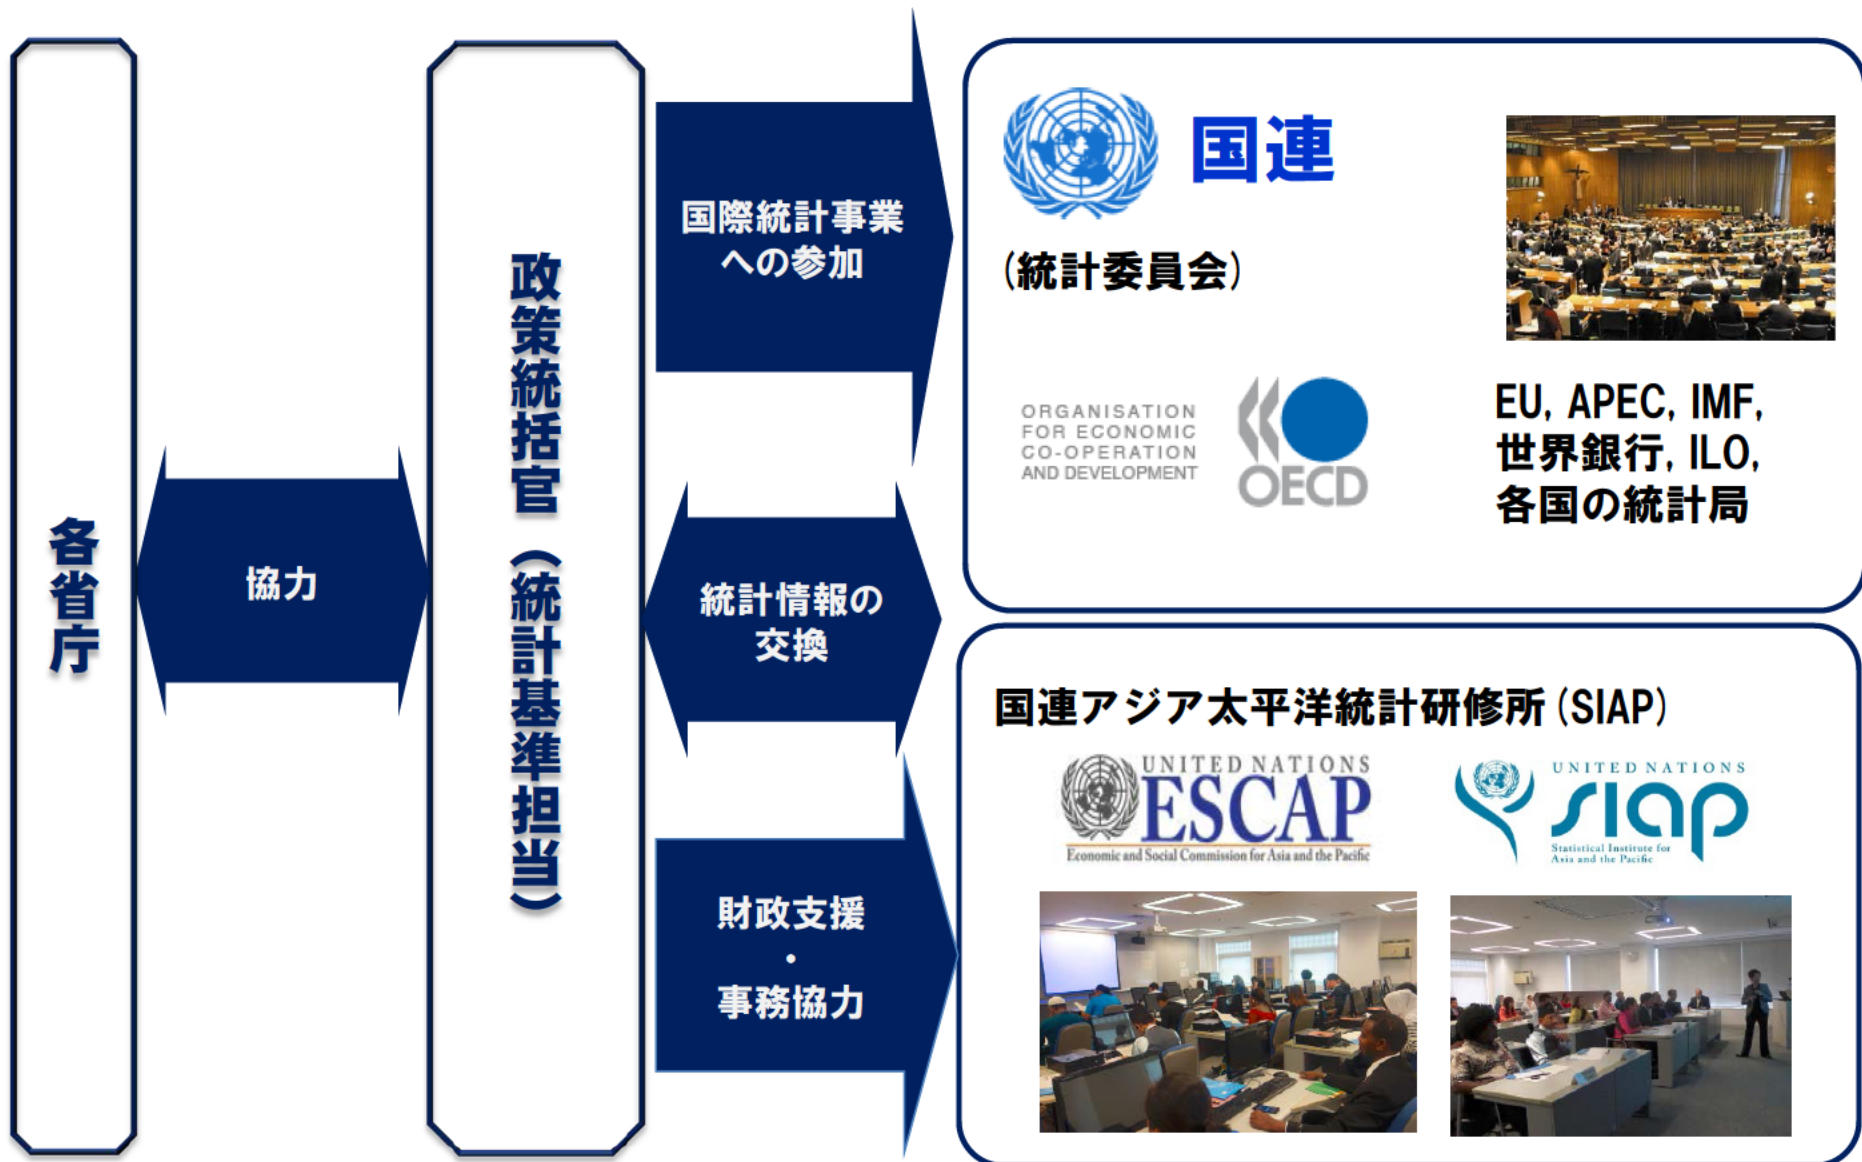 各省庁
協力
政策統括官（統計基準担当）
国際統計事業
への参加
統計情報の
交換
財政支援
・
事務協力
国連
(統計委員会)
ORGANISATION
FOR ECONOMIC
CO-OPERATION
AND DEVELOPMENT
OECD
EU, APEC, IMF,
世界銀行, ILO,
各国の統計局
国連アジア太平洋統計研修所(SIAP)
UNITED NATIONS
ESCAP
Economic and Social Commission for Asia and the Pacific
UNITED NATIONS
SIAP
Statistical Institute for
Asia and the Pacific